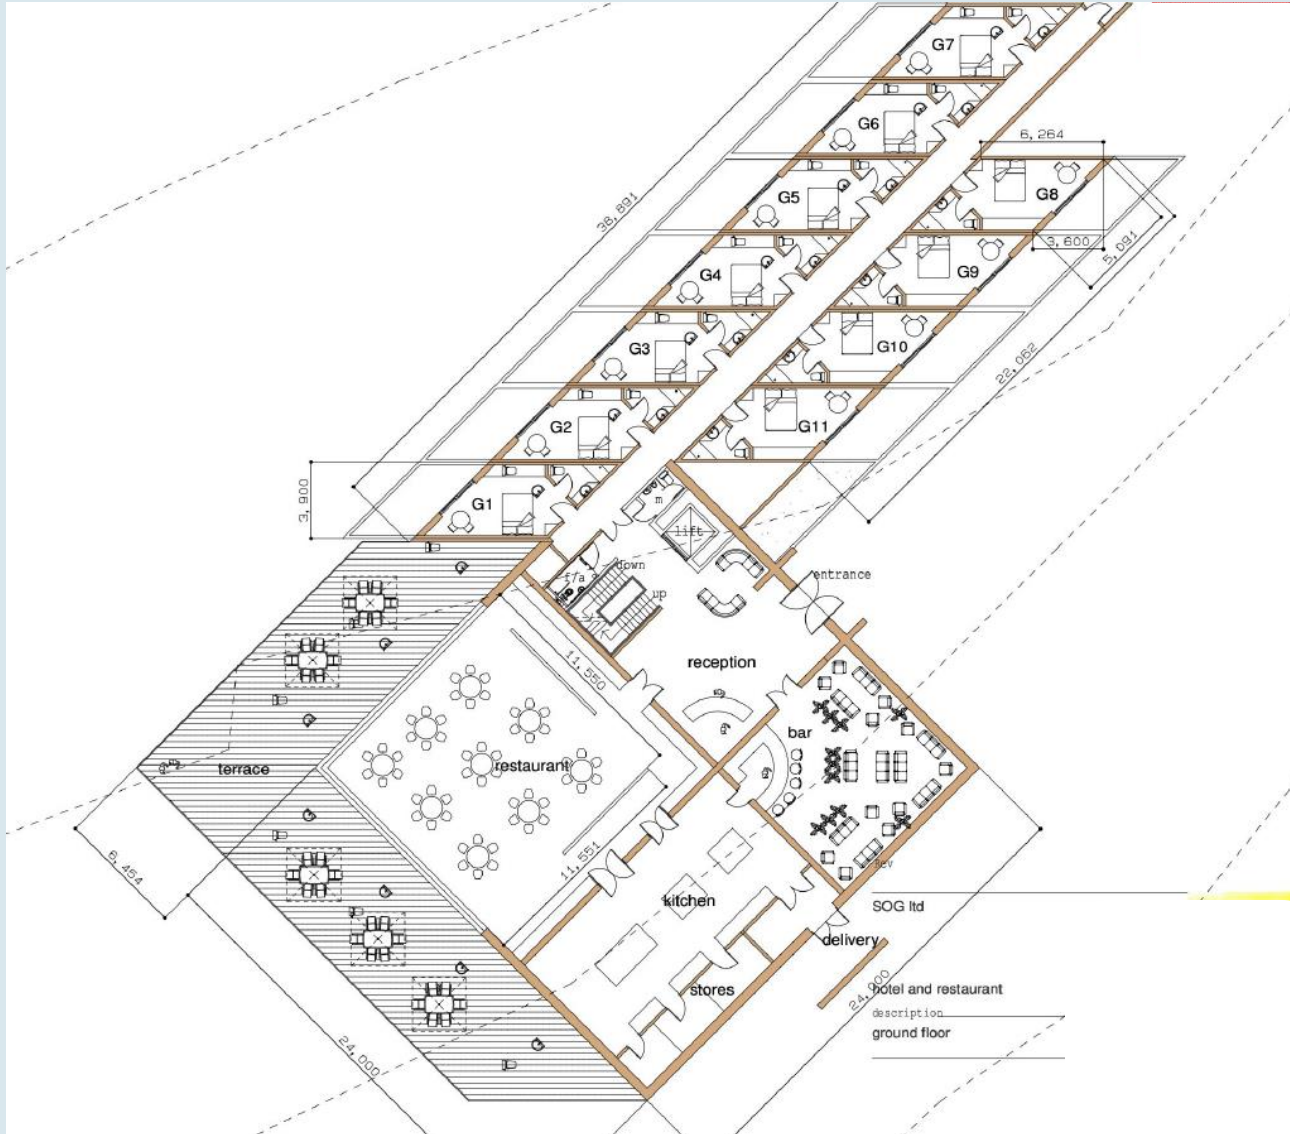 G7
G6
6,264
G5
G8
38,891
3,600
5,091
G4
G9
G3
G10
22,062
G2
G11
3,900
G1
m
lift
down
f/a
up
entrance
11,550
reception
bar
terrace
restaurant
6,454
11,551
Rev
kitchen
SOG ltd
delivery
stores
24,000
hotel and restaurant
description
24,000
ground floor